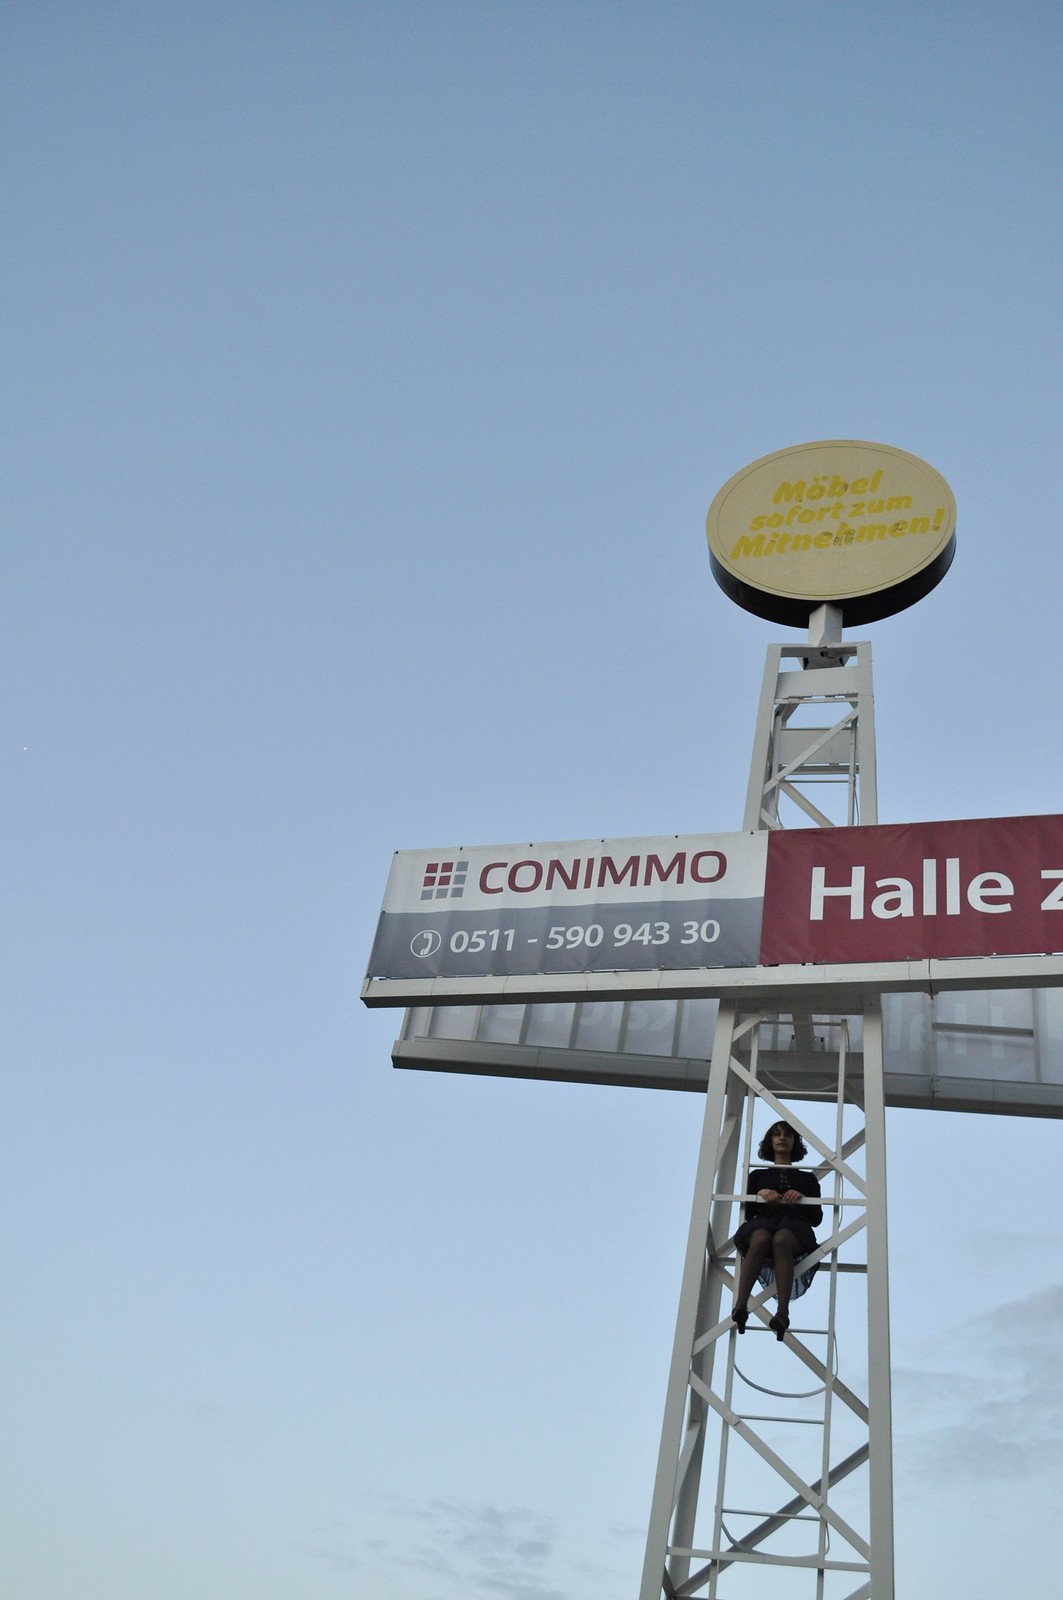 Möbel
sofort zum
Mitnehmen!
CONIMMO
0511 - 590 943 30
Halle z